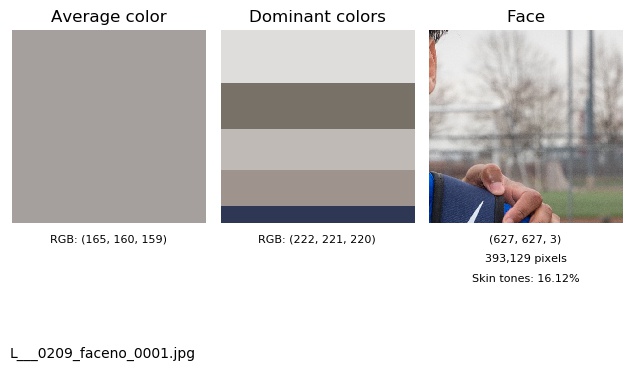 Average color
Dominant colors
Face
RGB: (165, 160, 159)
RGB: (222, 221, 220)
(627, 627, 3)
393,129 pixels
Skin tones: 16.12%
L___0209_faceno_0001.jpg